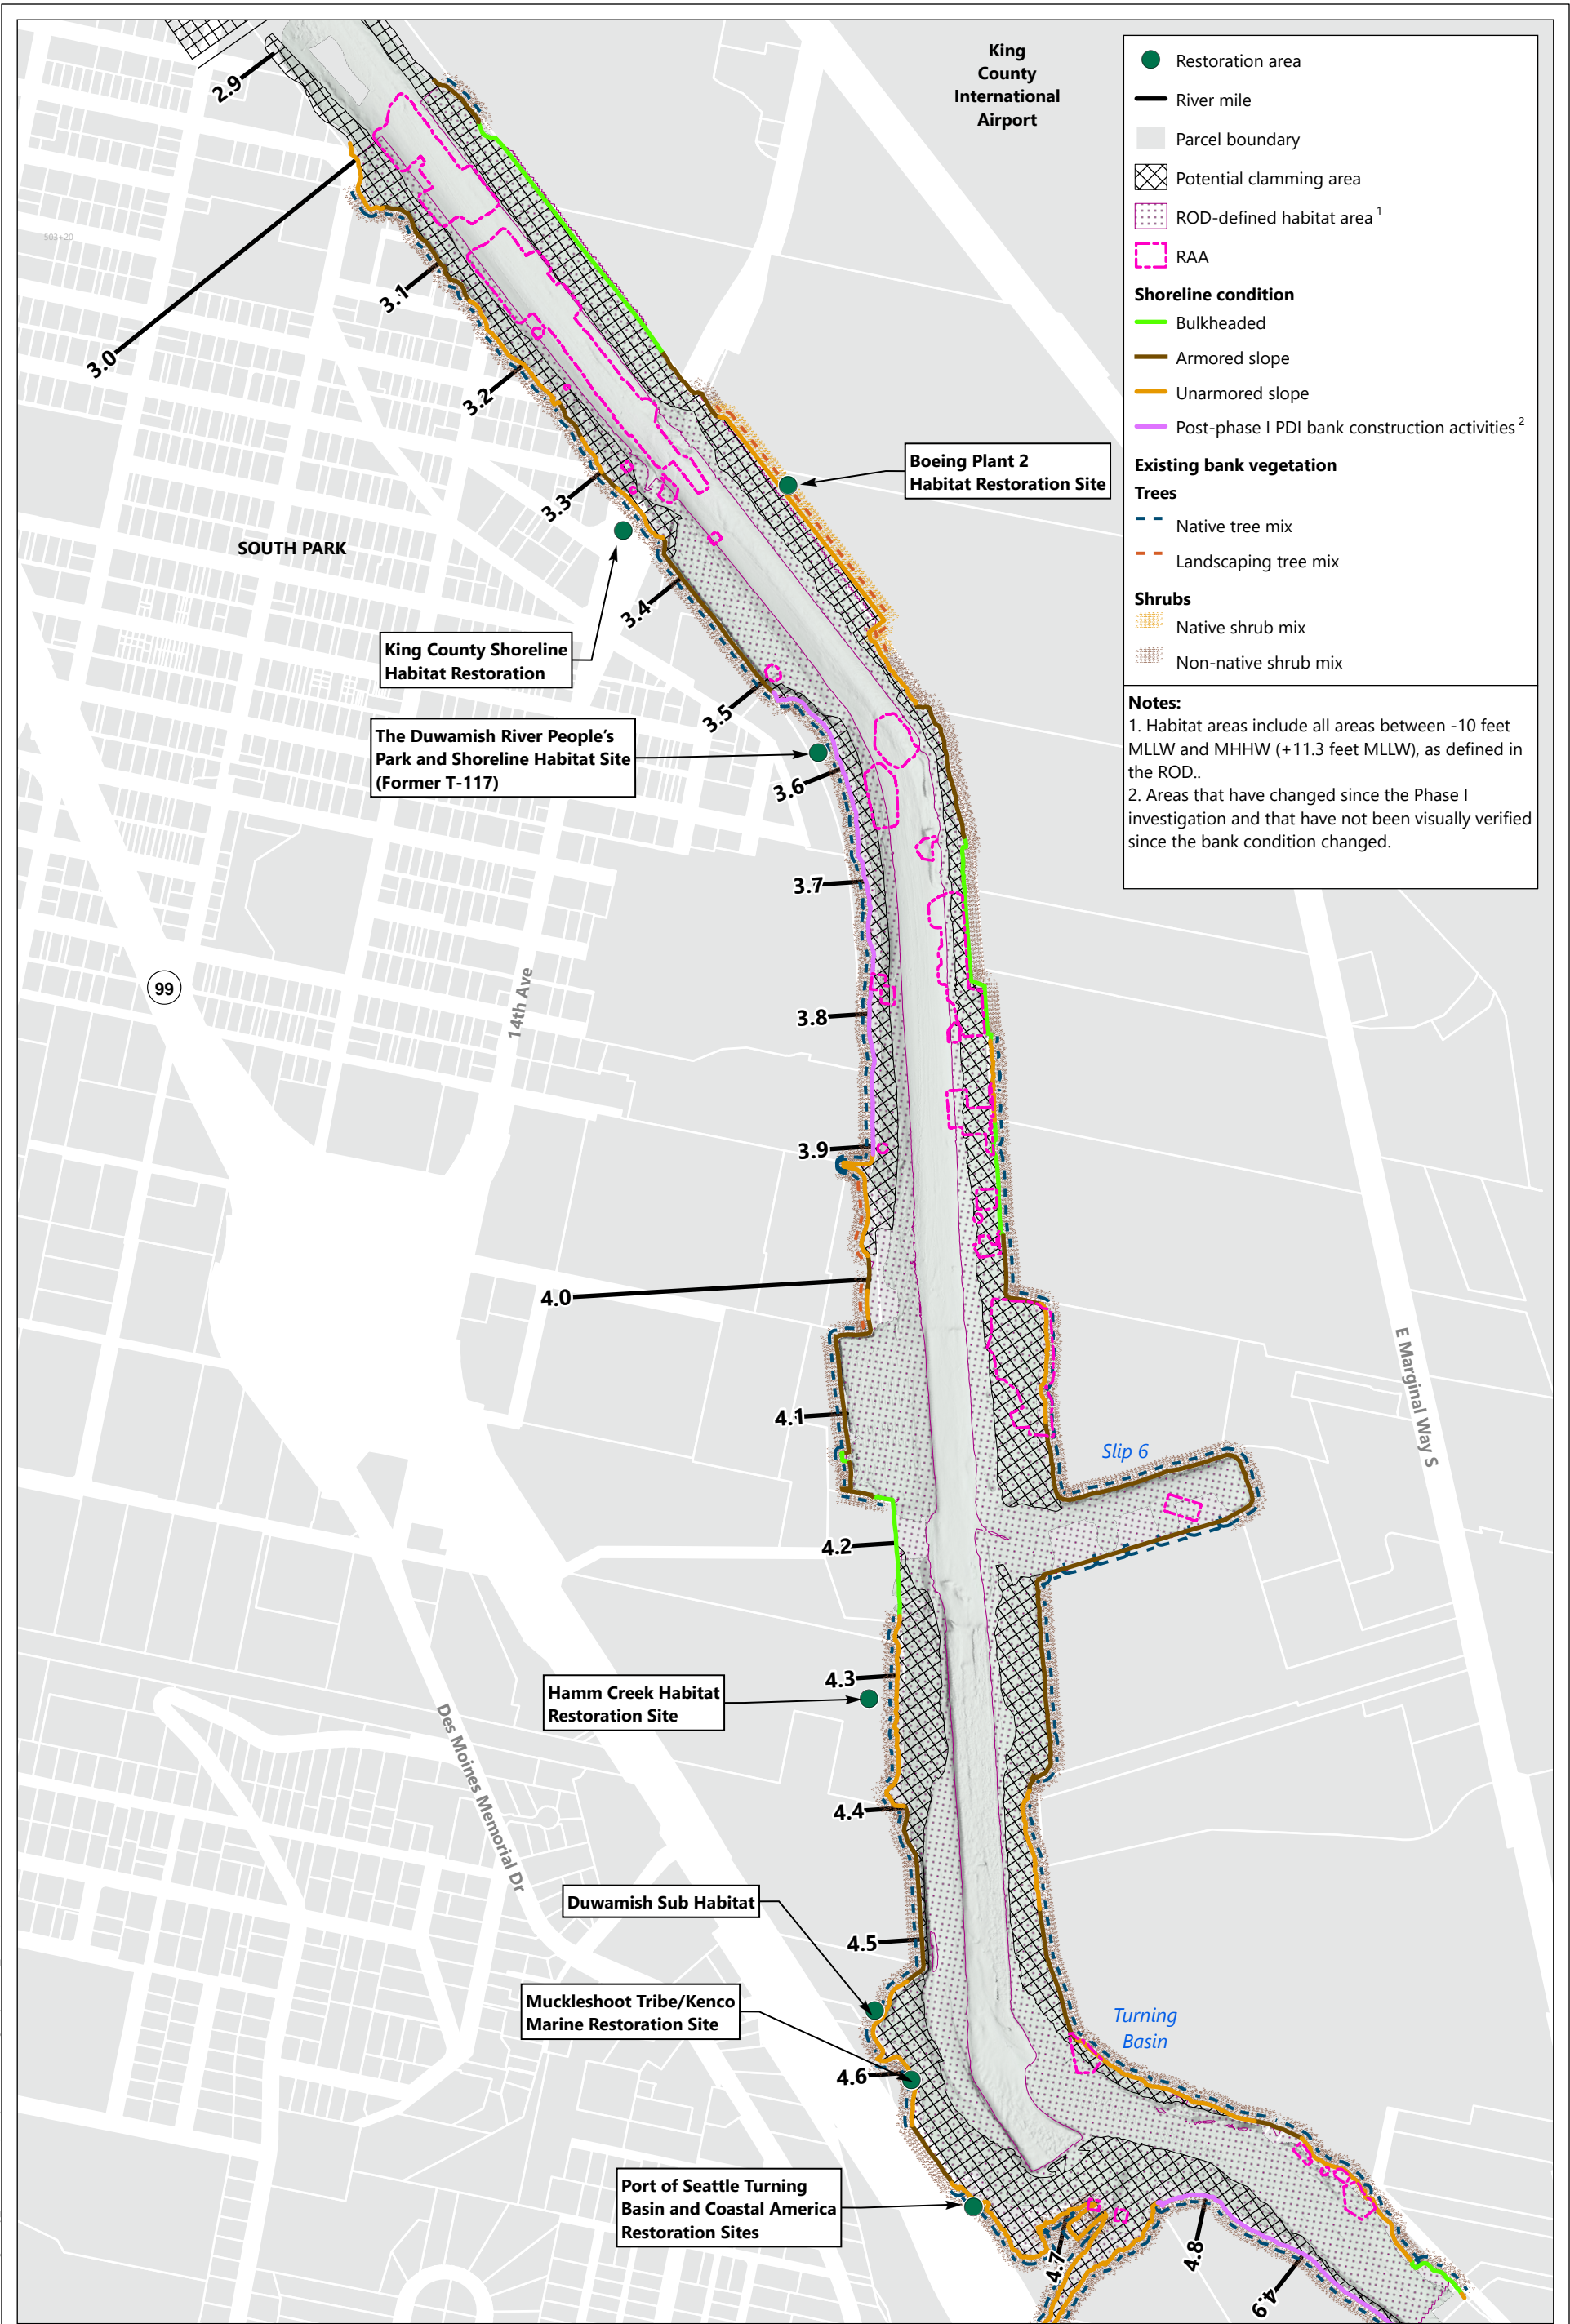 King
County
International
Airport
Restoration area
River mile
Parcel boundary
Potential clamming area
ROD-defined habitat area 1
RAA
Shoreline condition
Bulkheaded
Armored slope
Unarmored slope
Post-phase I PDI bank construction activities 2
Existing bank vegetation
Trees
Native tree mix
Landscaping tree mix
Shrubs
Native shrub mix
Non-native shrub mix
Notes:
1. Habitat areas include all areas between -10 feet
MLLW and MHHW (+11.3 feet MLLW), as defined in
the ROD..
2. Areas that have changed since the Phase I
investigation and that have not been visually verified
since the bank condition changed.
2.9
3.0
3.1
3.2
3.3
3.4
3.5
3.6
3.7
3.8
3.9
4.0
4.1
4.2
4.3
4.4
4.5
4.6
4.7
4.8
4.9
SOUTH PARK
Boeing Plant 2
Habitat Restoration Site
King County Shoreline
Habitat Restoration
The Duwamish River People's
Park and Shoreline Habitat Site
(Former T-117)
99
14th Ave
E Marginal Way S
Slip 6
Hamm Creek Habitat
Restoration Site
Des Moines Memorial Dr
Duwamish Sub Habitat
Muckleshoot Tribe/Kenco
Marine Restoration Site
Turning
Basin
Port of Seattle Turning
Basin and Coastal America
Restoration Sites